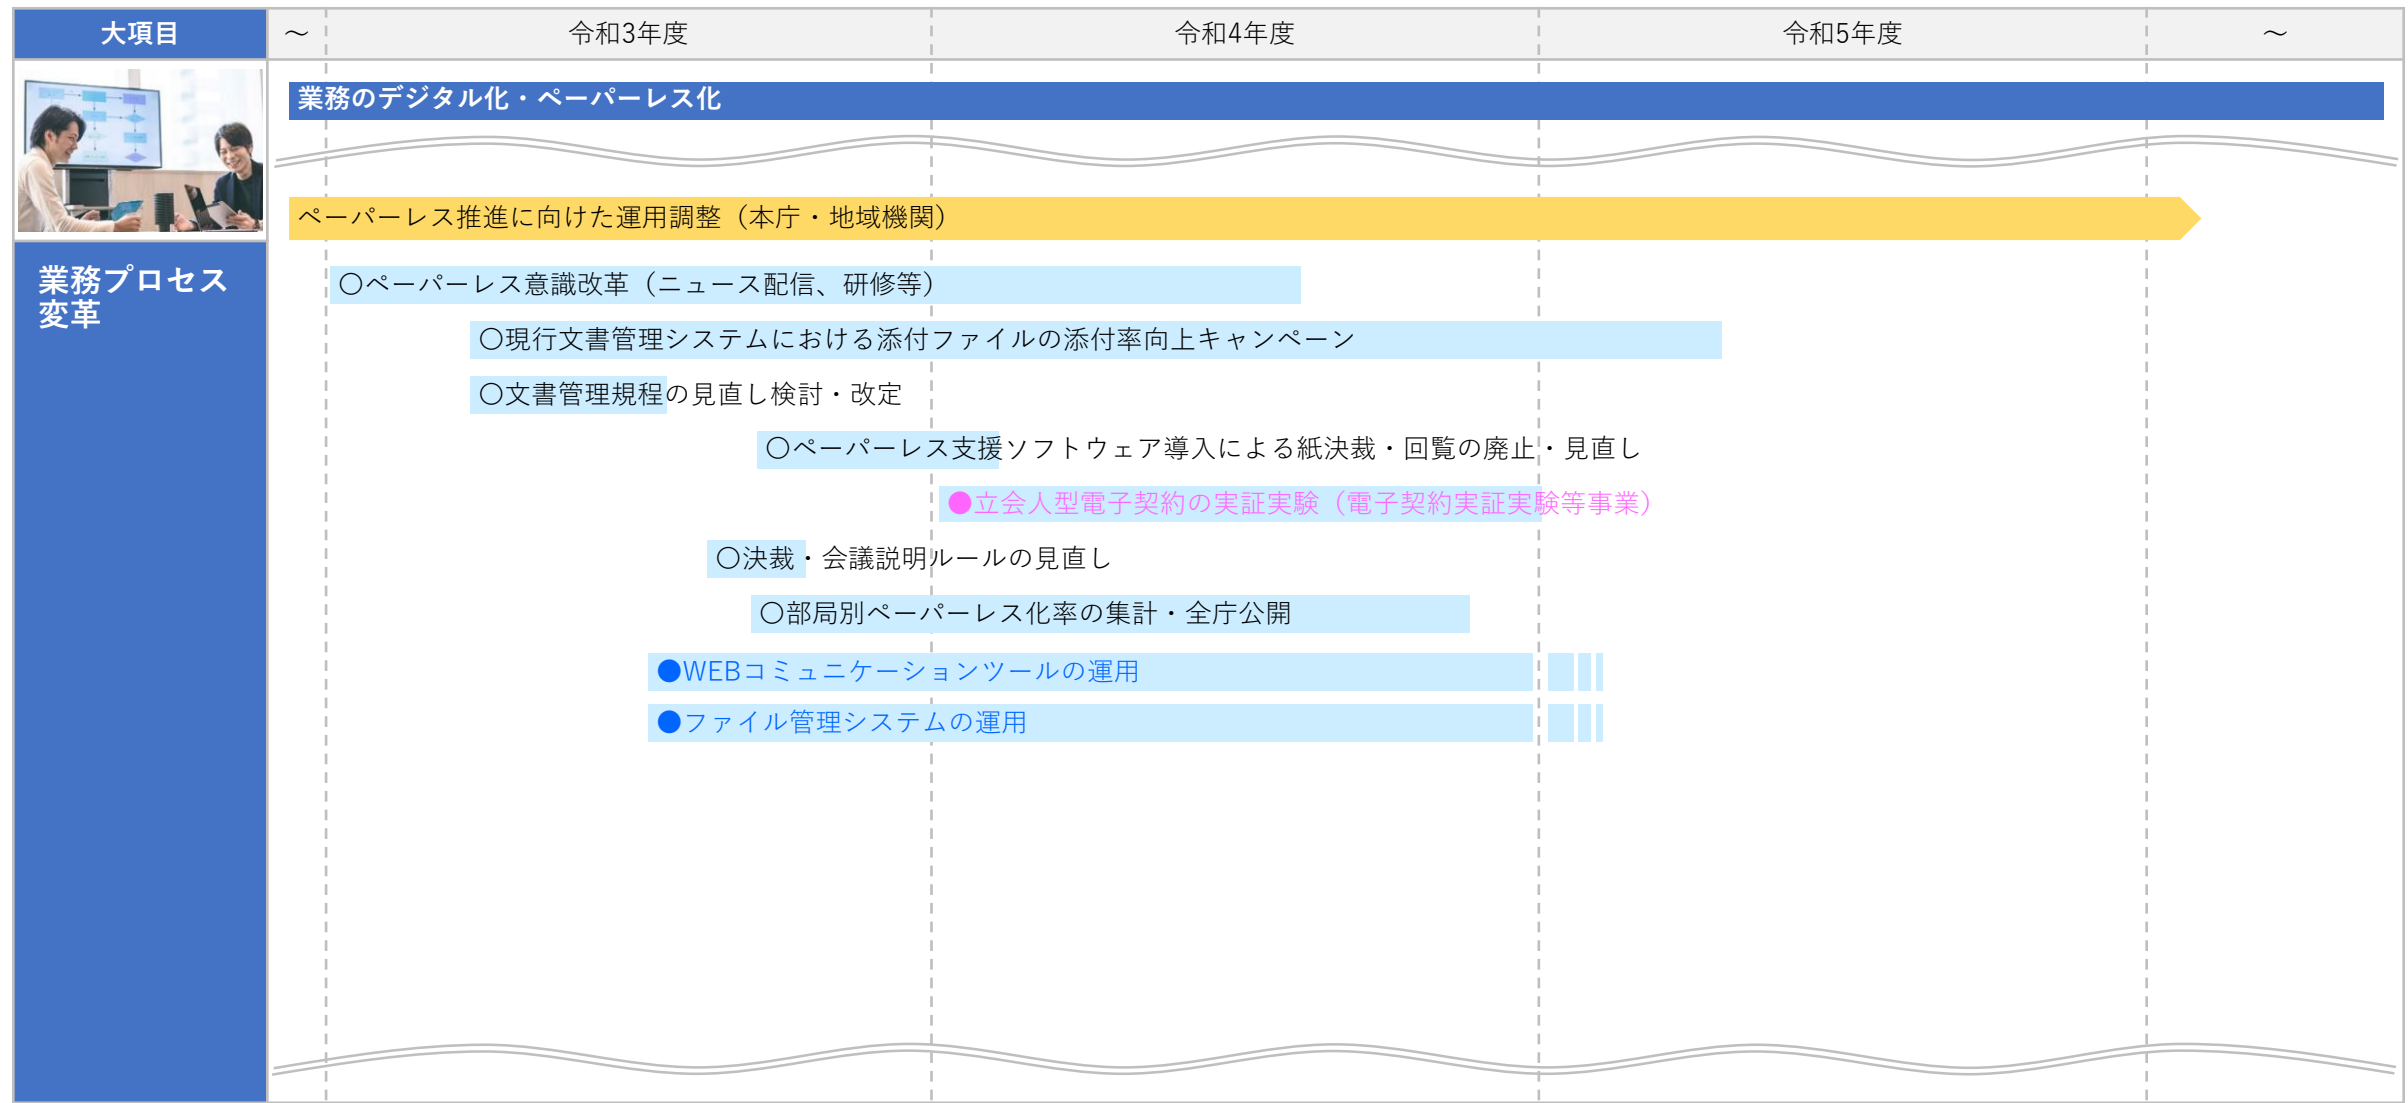 大項目
～
令和3年度
令和4年度
令和5年度
～
業務のデジタル化・ペーパーレス化
ペーパーレス推進に向けた運用調整（本庁・地域機関）
業務プロセス
変革
〇ペーパーレス意識改革（ニュース配信、研修等）
〇現行文書管理システムにおける添付ファイルの添付率向上キャンペーン
〇文書管理規程の見直し検討・改定
〇ペーパーレス支援ソフトウェア導入による紙決裁・回覧の廃止・見直し
●立会人型電子契約の実証実験（電子契約実証実験等事業）
〇決裁・会議説明ルールの見直し
〇部局別ペーパーレス化率の集計・全庁公開
●WEBコミュニケーションツールの運用
●ファイル管理システムの運用